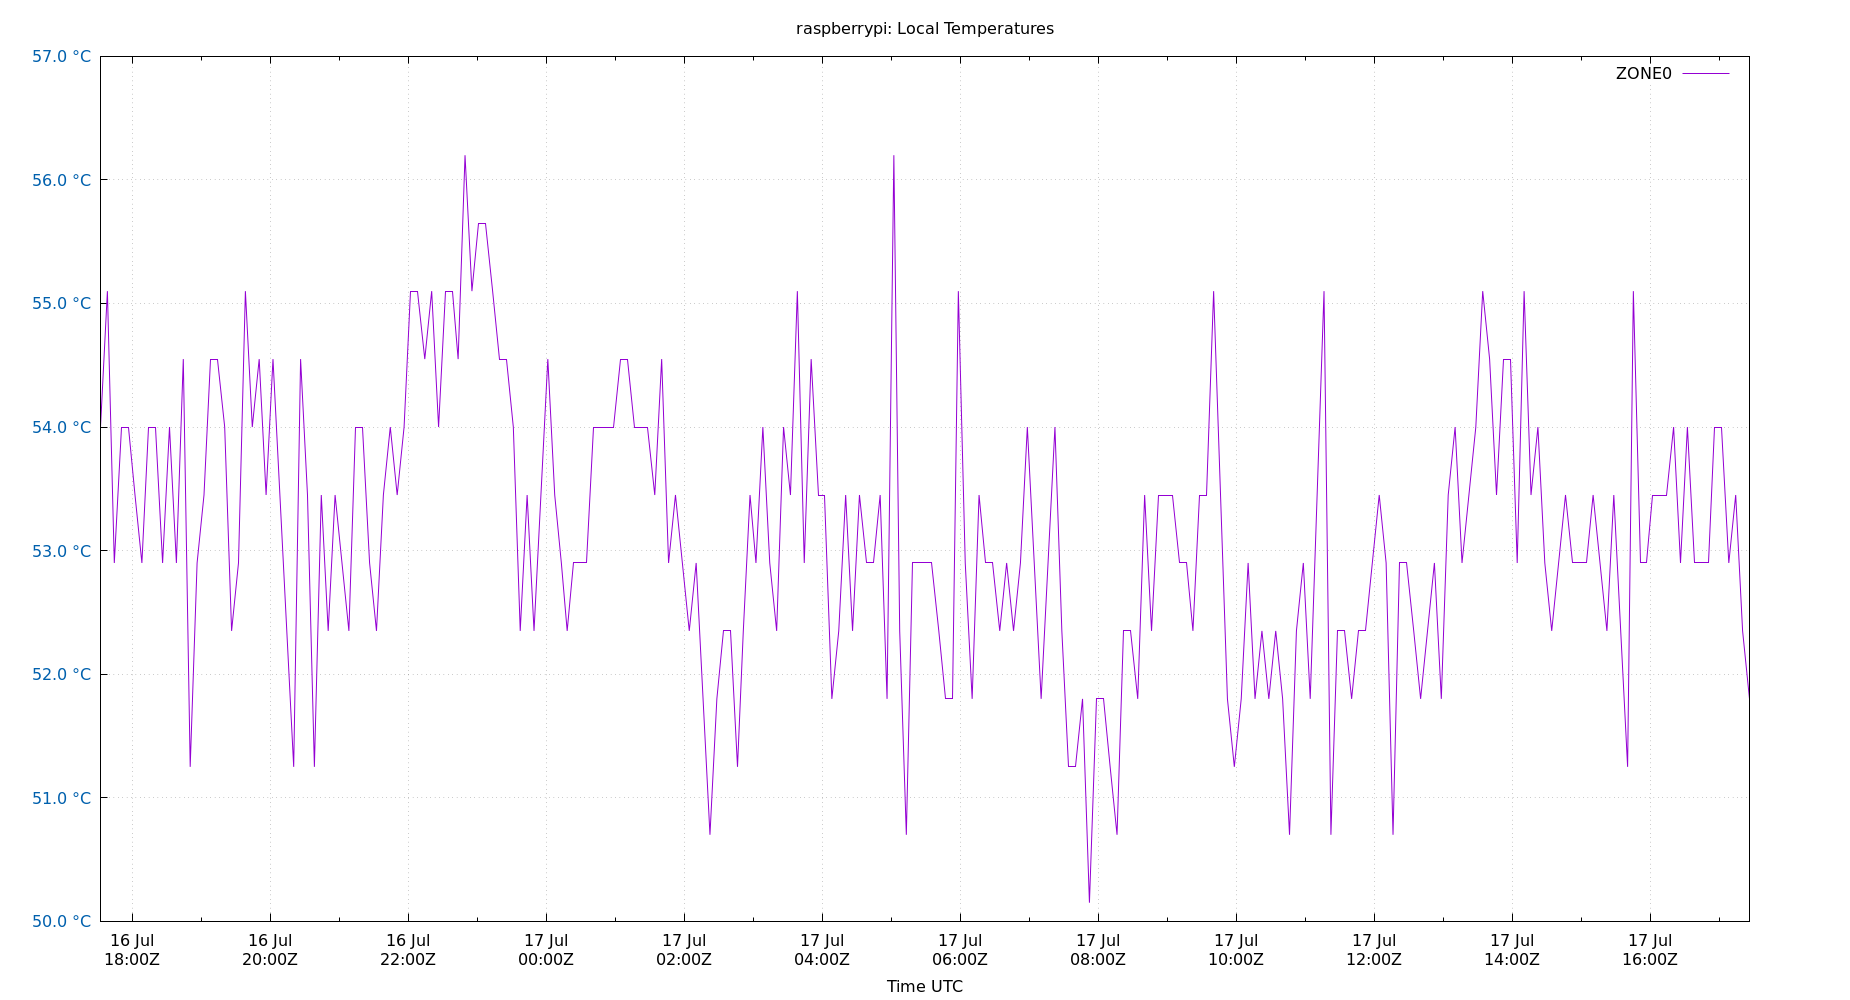 raspberrypi: Local Temperatures
57.0 °C
ZONE0
56.0 °C
55.0 °C
54.0 °C
53.0 °C
52.0 °C
51.0 °C
50.0 °C
16 Jul 16 Jul 16 Jul 17 Jul 17 Jul 17 Jul 17 Jul 17 Jul 17 Jul 17 Jul 17 Jul 17 Jul
18:00Z 20:00Z 22:00Z 00:00Z 02:00Z 04:00Z 06:00Z 08:00Z 10:00Z 12:00Z 14:00Z 16:00Z
Time UTC